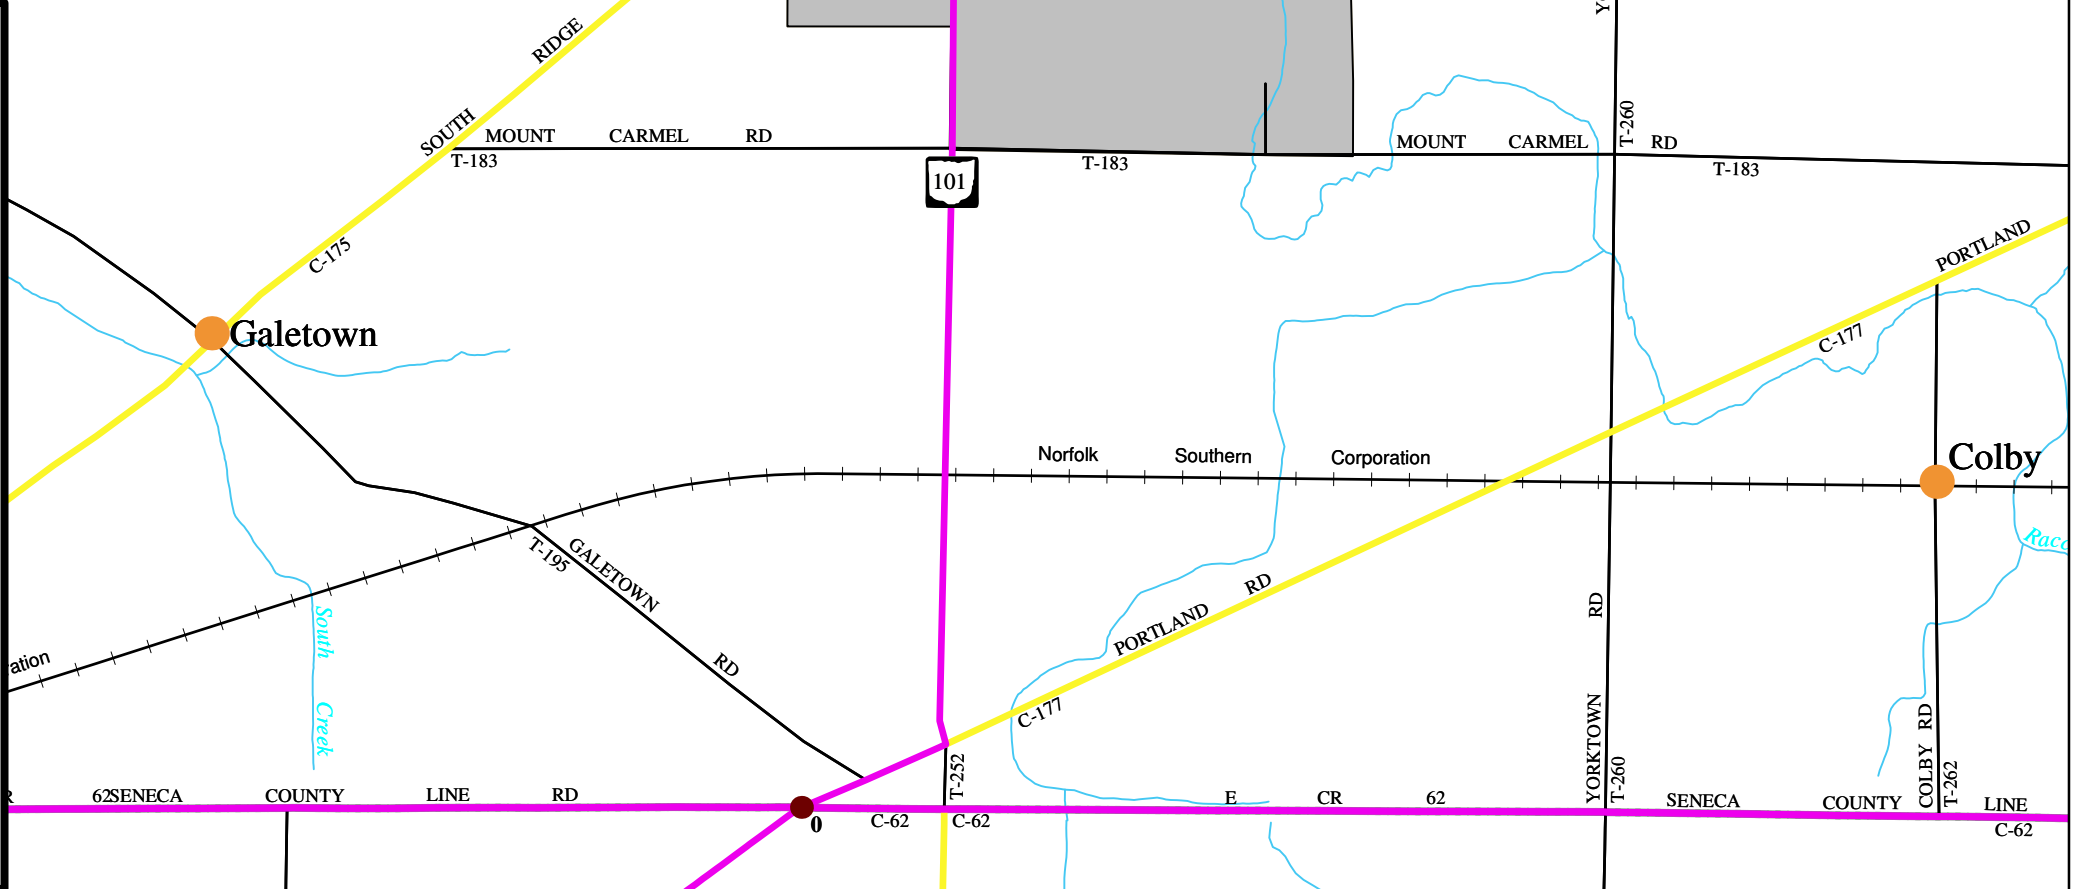 Y
RIDGE
SOUTH
MOUNT CARMEL RD
T-183
T-183
MOUNT CARMEL RD
T-183
T-260
101
C-175
PORTLAND
C-177
Galetown
Norfolk Southern Corporation
Colby
T-195
GALETOWN RD
PORTLAND RD
C-177
RD
YORKTOWN
T-260
Racc
South Creek
ration
COLBY RD
T-262
T-252
R 62SENECA COUNTY LINE RD
E CR 62
SENECA COUNTY LINE
0
C-62
C-62
C-62